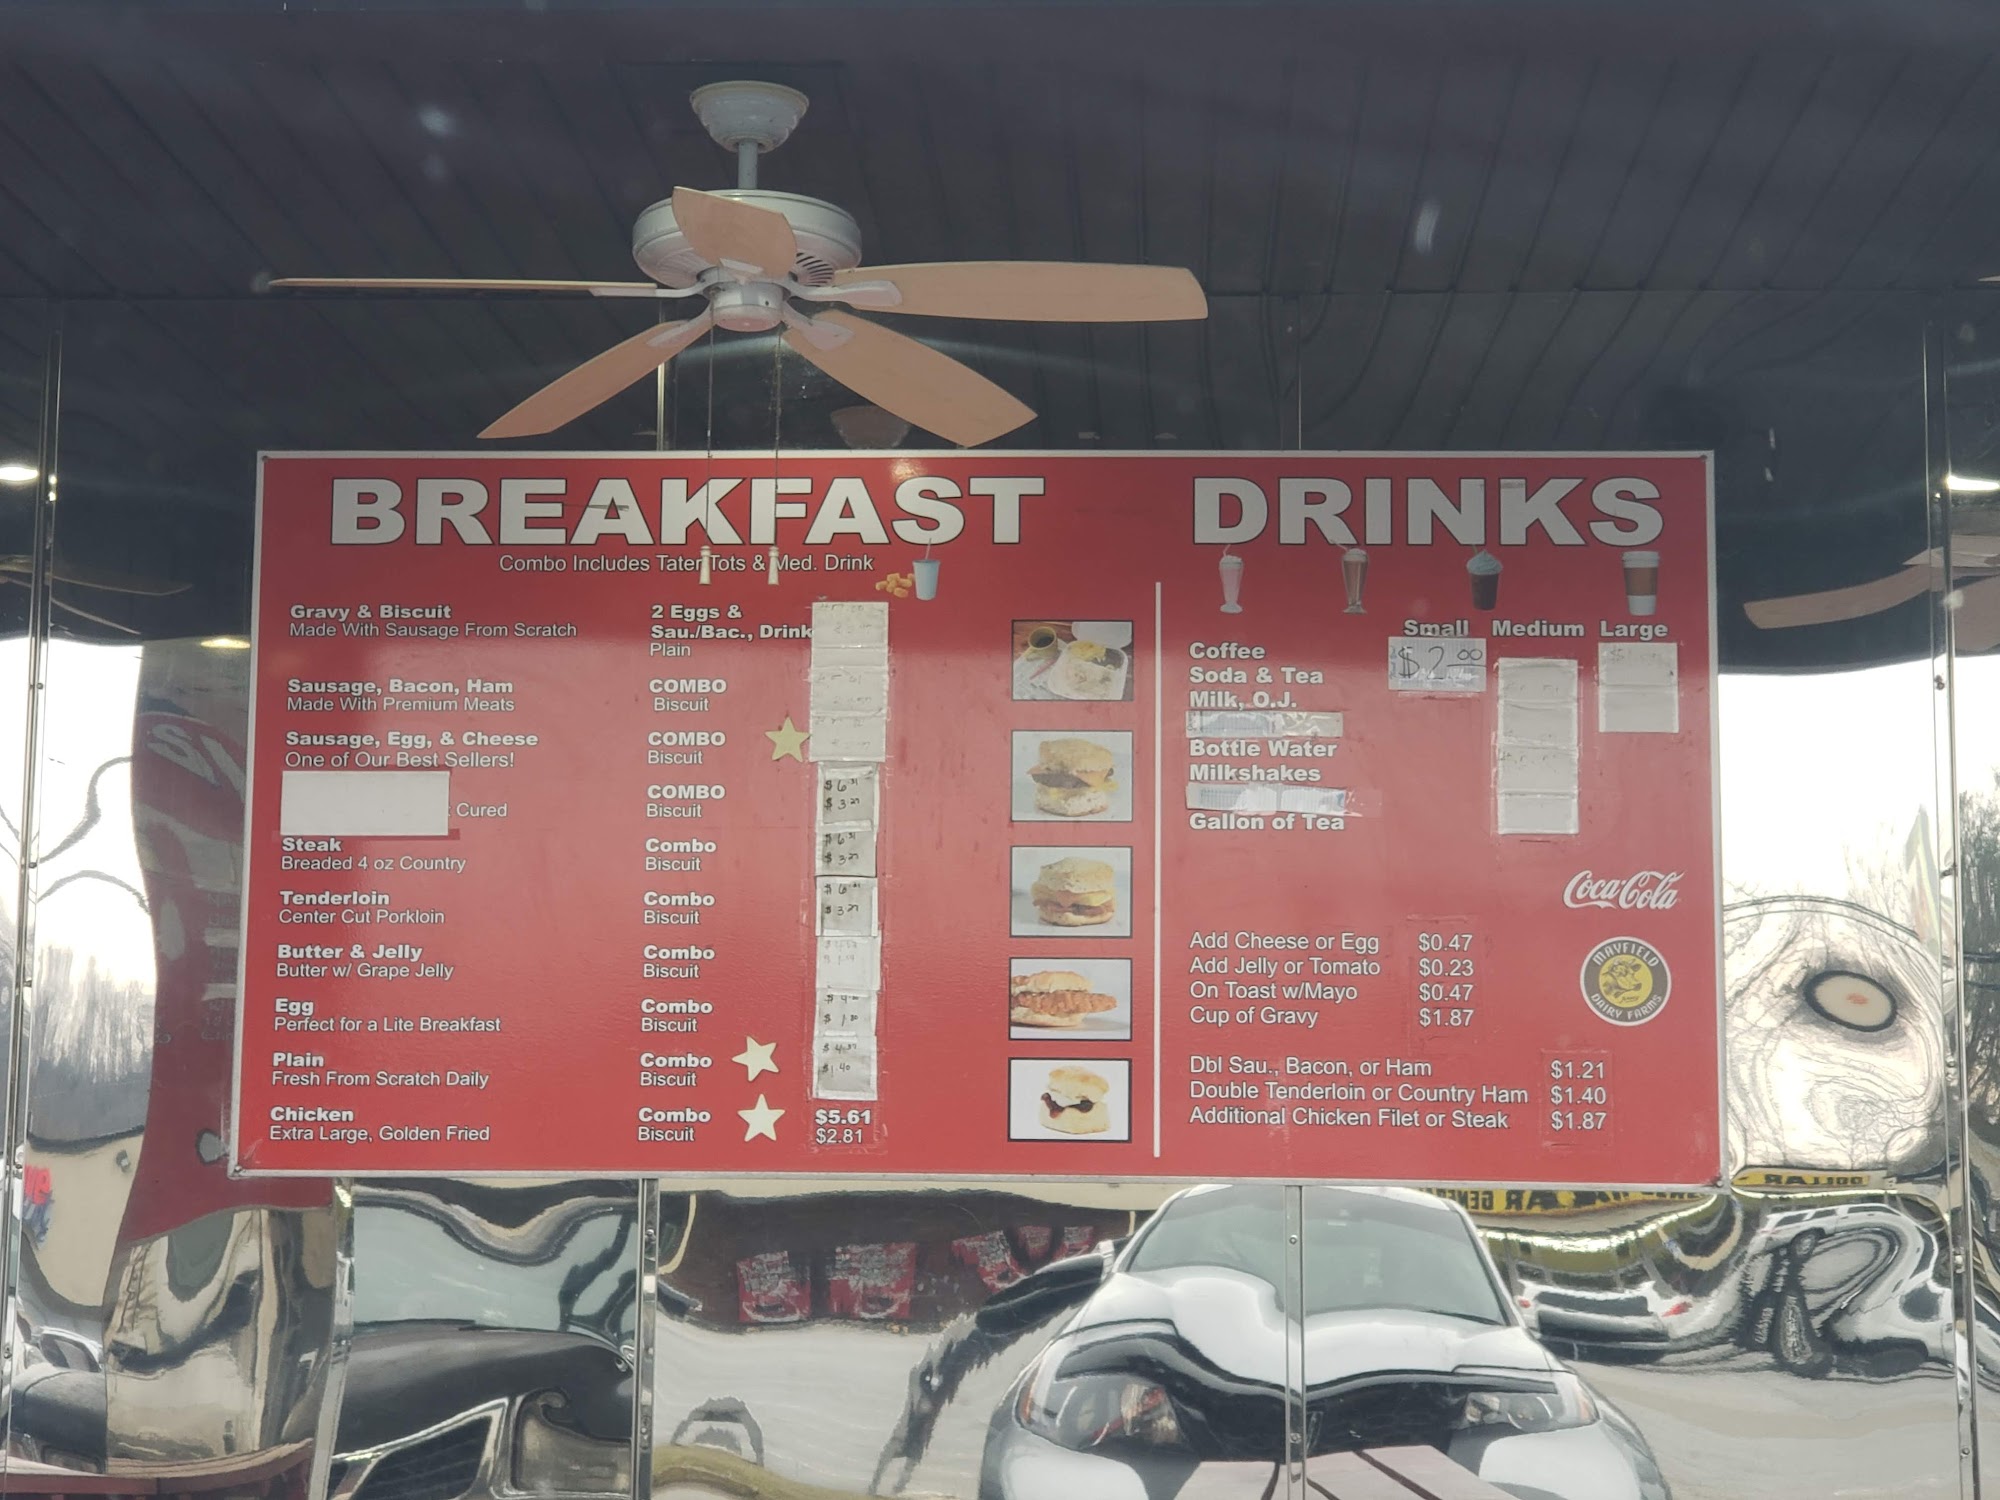 BREAKFAST
Combo Includes Tater Tots & Med. Drink
Gravy & Biscuit
Made With Sausage From Scratch
2 Eggs &
Sau./Bac., Drink
Plain
Sausage, Bacon, Ham
Made With Premium Meats
COMBO
Biscuit
Sausage, Egg, & Cheese
One of Our Best Sellers!
COMBO
Biscuit
Cured
COMBO
Biscuit
Steak
Breaded 4 oz Country
Combo
Biscuit
Tenderloin
Center Cut Porkloin
Combo
Biscuit
Butter & Jelly
Butter w/ Grape Jelly
Combo
Biscuit
Egg
Perfect for a Lite Breakfast
Combo
Biscuit
Plain
Fresh From Scratch Daily
Combo
Biscuit
$1.40
Chicken
Extra Large, Golden Fried
Combo $5.61
Biscuit $2.81
DRINKS
Small Medium Large
Coffee
$2.00
Soda & Tea
Milk, O.J.
Bottle Water
Milkshakes
Gallon of Tea
Coca-Cola
Add Cheese or Egg $0.47
Add Jelly or Tomato $0.23
On Toast w/Mayo $0.47
Cup of Gravy $1.87
MAYFIELD
DAIRY FARMS
Dbl Sau., Bacon, or Ham $1.21
Double Tenderloin or Country Ham $1.40
Additional Chicken Filet or Steak $1.87